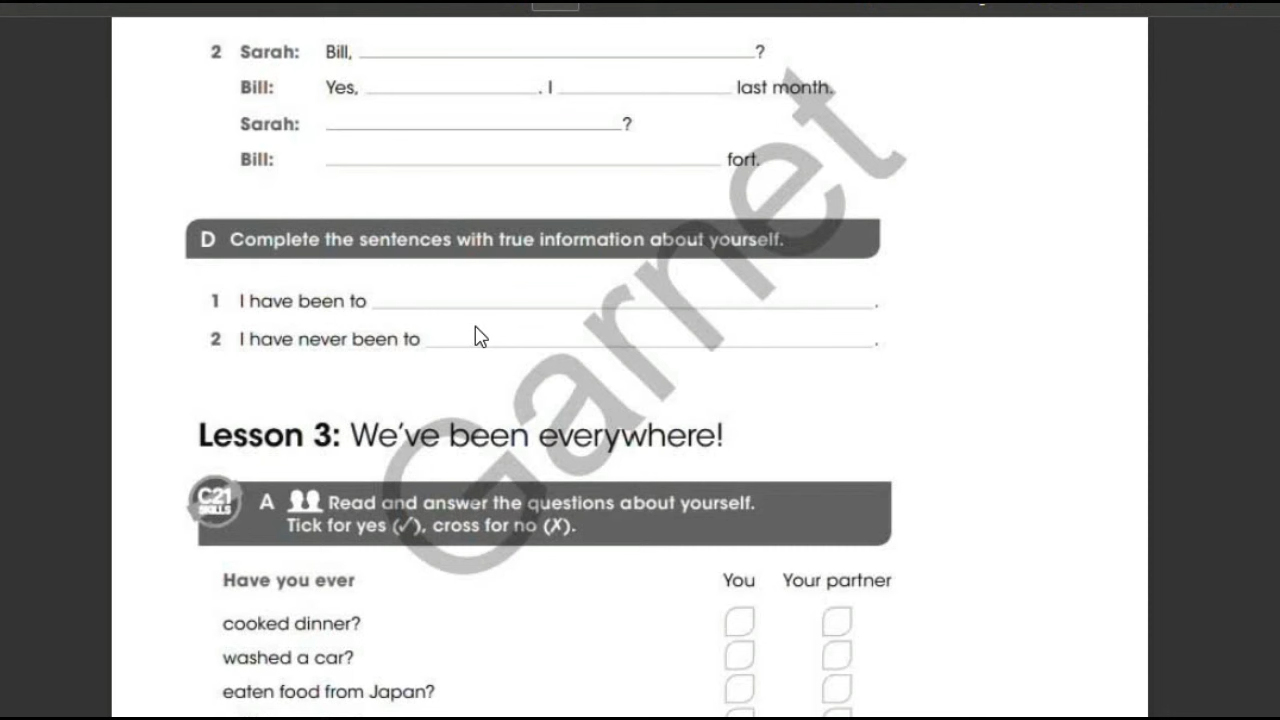 2 Sarah: Bill, ?
Bill: Yes, . I last month.
Sarah: ?
Bill: fort.
D Complete the sentences with true information about yourself.
1 I have been to .
2 I have never been to .
Garnet
Lesson 3: We've been everywhere!
C21 SKILLS
A Read and answer the questions about yourself.
Tick for yes (✓), cross for no (✗).
Have you ever You Your partner
cooked dinner?
washed a car?
eaten food from Japan?